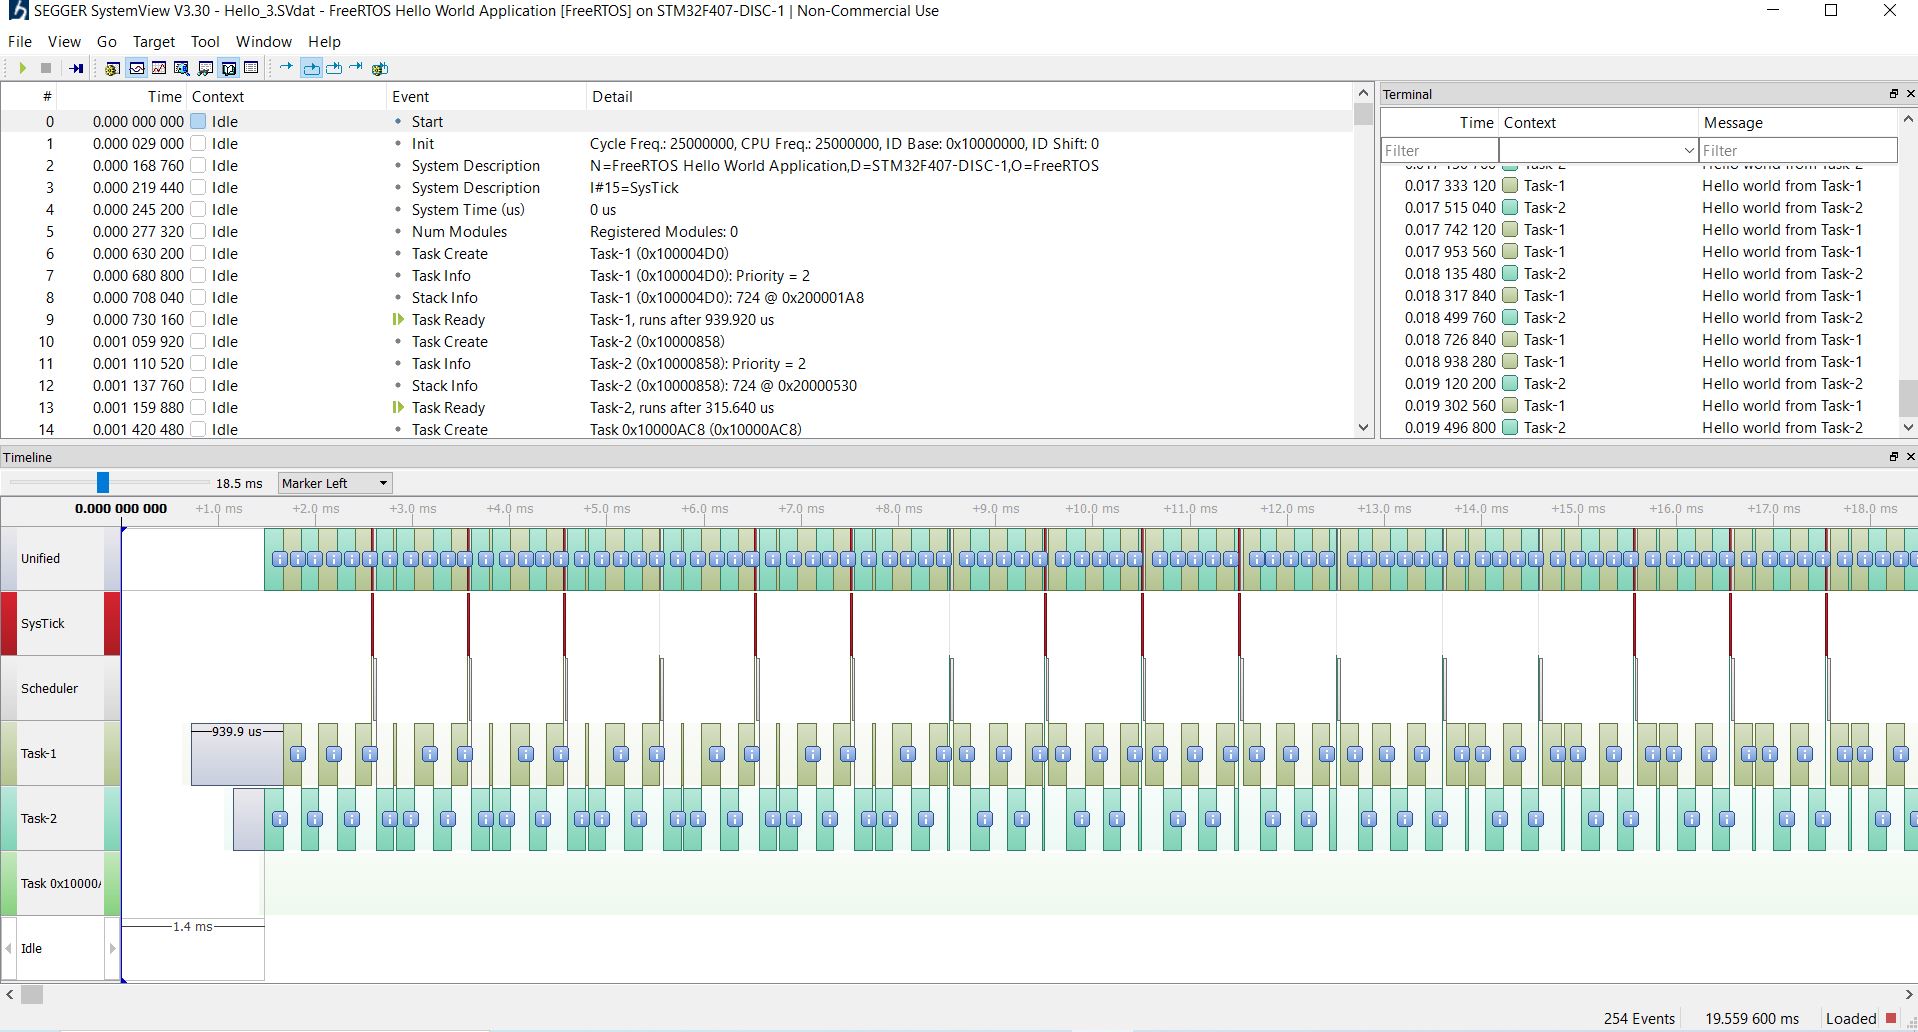 SEGGER SystemView V3.30 - Hello_3.SVdat - FreeRTOS Hello World Application [FreeRTOS] on STM32F407-DISC-1 | Non-Commercial Use
File View Go Target Tool Window Help
# Time Context Event Detail
0 0.000 000 000 Idle Start
1 0.000 029 000 Idle Init Cycle Freq.: 25000000, CPU Freq.: 25000000, ID Base: 0x10000000, ID Shift: 0
2 0.000 168 760 Idle System Description N=FreeRTOS Hello World Application,D=STM32F407-DISC-1,O=FreeRTOS
3 0.000 219 440 Idle System Description I#15=SysTick
4 0.000 245 200 Idle System Time (us) 0 us
5 0.000 277 320 Idle Num Modules Registered Modules: 0
6 0.000 630 200 Idle Task Create Task-1 (0x100004D0)
7 0.000 680 800 Idle Task Info Task-1 (0x100004D0): Priority = 2
8 0.000 708 040 Idle Stack Info Task-1 (0x100004D0): 724 @ 0x200001A8
9 0.000 730 160 Idle Task Ready Task-1, runs after 939.920 us
10 0.001 059 920 Idle Task Create Task-2 (0x10000858)
11 0.001 110 520 Idle Task Info Task-2 (0x10000858): Priority = 2
12 0.001 137 760 Idle Stack Info Task-2 (0x10000858): 724 @ 0x20000530
13 0.001 159 880 Idle Task Ready Task-2, runs after 315.640 us
14 0.001 420 480 Idle Task Create Task 0x10000AC8 (0x10000AC8)
Terminal
Time Context Message
Filter Filter
0.017 333 120 Task-1 Hello world from Task-1
0.017 515 040 Task-2 Hello world from Task-2
0.017 742 120 Task-1 Hello world from Task-1
0.017 953 560 Task-1 Hello world from Task-1
0.018 135 480 Task-2 Hello world from Task-2
0.018 317 840 Task-1 Hello world from Task-1
0.018 499 760 Task-2 Hello world from Task-2
0.018 726 840 Task-1 Hello world from Task-1
0.018 938 280 Task-1 Hello world from Task-1
0.019 120 200 Task-2 Hello world from Task-2
0.019 302 560 Task-1 Hello world from Task-1
0.019 496 800 Task-2 Hello world from Task-2
Timeline
18.5 ms Marker Left
0.000 000 000 +1.0 ms +2.0 ms +3.0 ms +4.0 ms +5.0 ms +6.0 ms +7.0 ms +8.0 ms +9.0 ms +10.0 ms +11.0 ms +12.0 ms +13.0 ms +14.0 ms +15.0 ms +16.0 ms +17.0 ms +18.0 ms
Unified
SysTick
Scheduler
Task-1 939.9 us
Task-2
Task 0x10000
Idle 1.4 ms
254 Events 19.559 600 ms Loaded